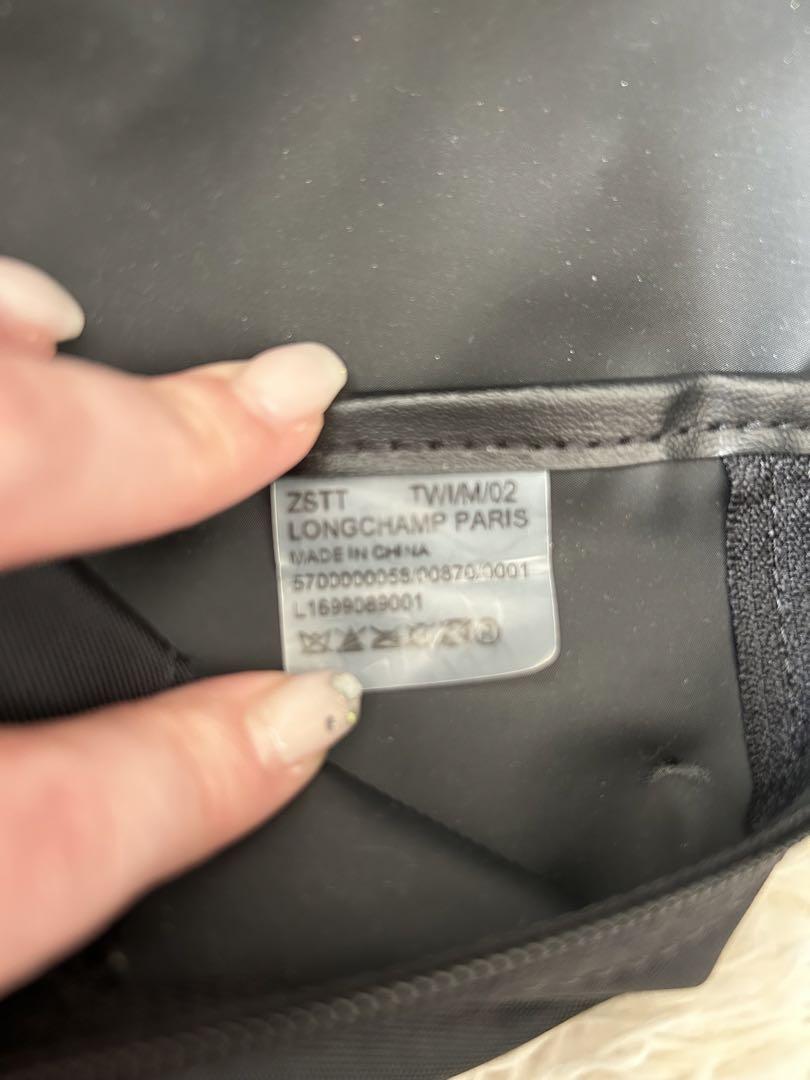 ZSTT TWI/M/02
LONGCHAMP PARIS
MADE IN CHINA
5700000058/00870/0001
L1699089001